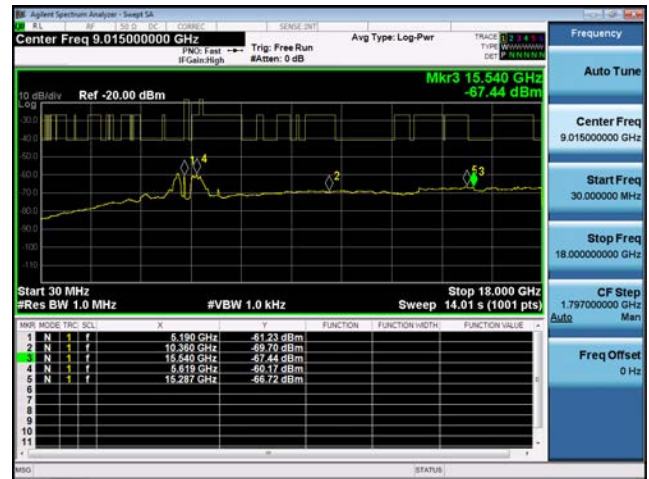 Agilent Spectrum Analyzer - Swept SA
RL RF 50 Ω DC CORREC SENSE:INT
Center Freq 9.015000000 GHz
PNO: Fast Trig: Free Run
IFGain:High #Atten: 0 dB
Avg Type: Log-Pwr
TRACE 1 2 3 4 5 6
TYPE
DET P N N N N N
Mkr3 15.540 GHz
-67.44 dBm
10 dB/div Ref -20.00 dBm
Log
-30.0
-40.0
-50.0
-60.0
-70.0
-80.0
-90.0
-100
-110
1 4 2 5 3
Start 30 MHz Stop 18.000 GHz
#Res BW 1.0 MHz #VBW 1.0 kHz Sweep 14.01 s (1001 pts)
MKR MODE TRC SCL X Y FUNCTION FUNCTION WIDTH FUNCTION VALUE
1 N 1 f 5.190 GHz -61.23 dBm
2 N 1 f 10.360 GHz -69.70 dBm
3 N 1 f 15.540 GHz -67.44 dBm
4 N 1 f 5.619 GHz -60.17 dBm
5 N 1 f 15.287 GHz -66.72 dBm
6
7
8
9
10
11
MSG STATUS
Frequency
Auto Tune
Center Freq
9.015000000 GHz
Start Freq
30.000000 MHz
Stop Freq
18.000000000 GHz
CF Step
1.797000000 GHz
Auto Man
Freq Offset
0 Hz